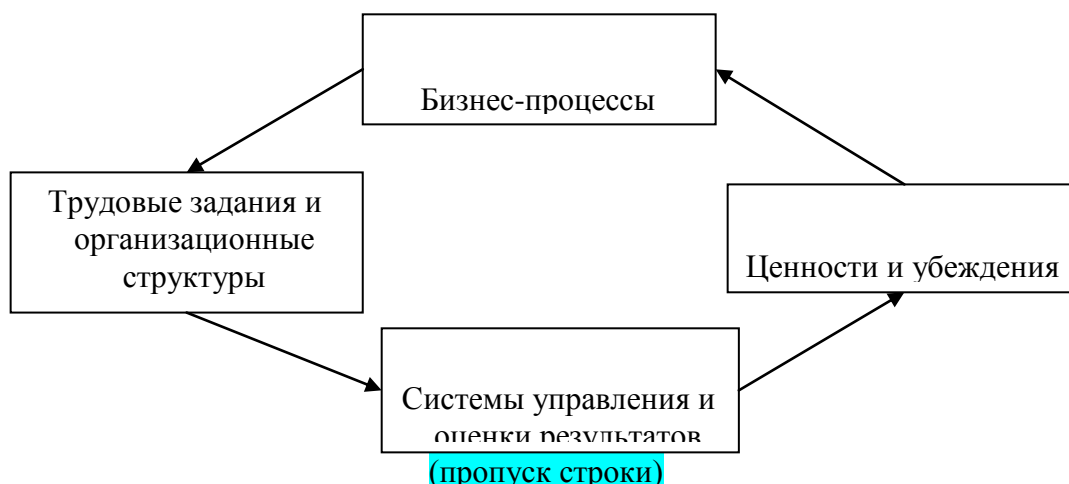 Бизнес-процессы
Трудовые задания и
организационные
структуры
Ценности и убеждения
Системы управления и
оценки результатов
(пропуск строки)